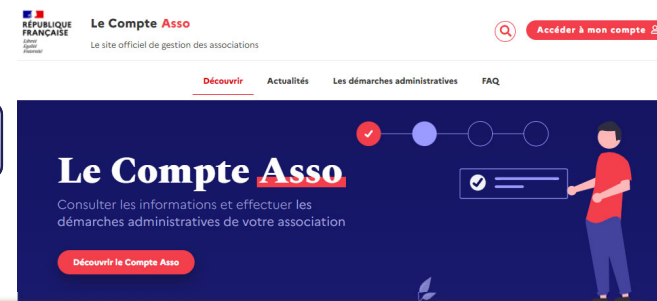 RÉPUBLIQUE
FRANÇAISE
Liberté
Égalité
Fraternité
Le Compte Asso
Le site officiel de gestion des associations
Accéder à mon compte
Découvrir Actualités Les démarches administratives FAQ
Le Compte Asso
Consulter les informations et effectuer les
démarches administratives de votre association
Découvrir le Compte Asso